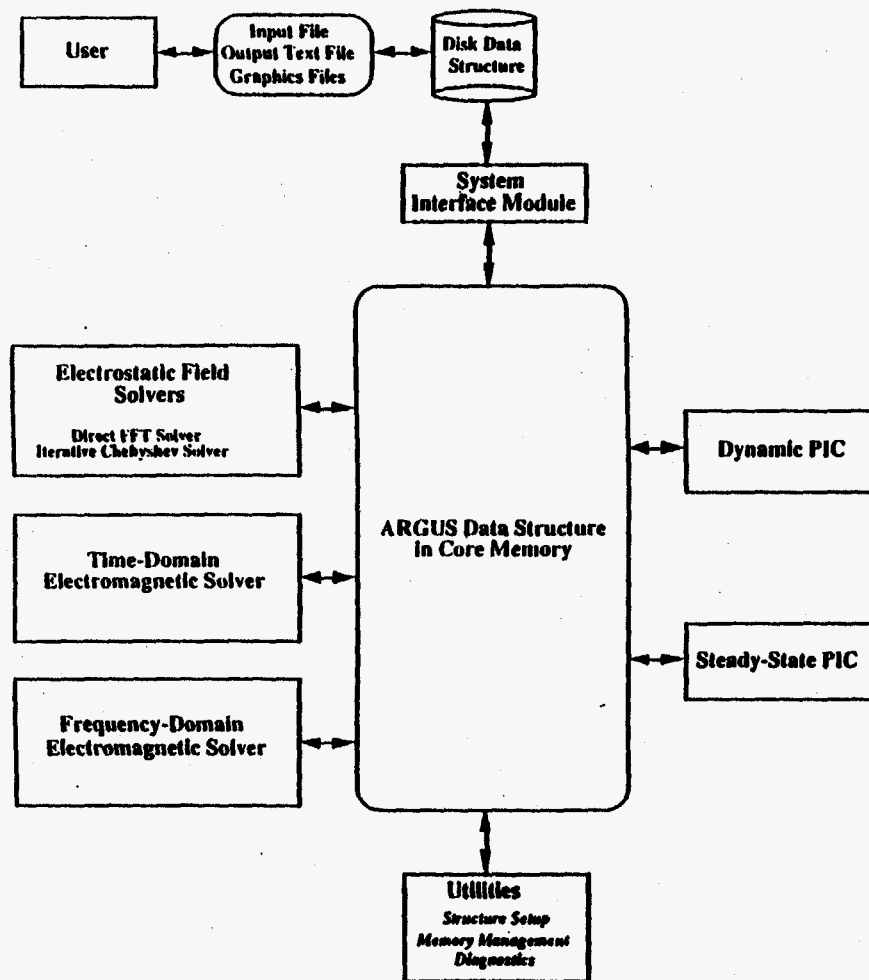 User
Input File
Output Text File
Graphics Files
Disk Data
Structure
System
Interface Module
Electrostatic Field
Solvers
Direct FFT Solver
Iterative Chebyshev Solver
Time-Domain
Electromagnetic Solver
Frequency-Domain
Electromagnetic Solver
ARGUS Data Structure
in Core Memory
Dynamic PIC
Steady-State PIC
Utilities
Structure Setup
Memory Management
Diagnostics